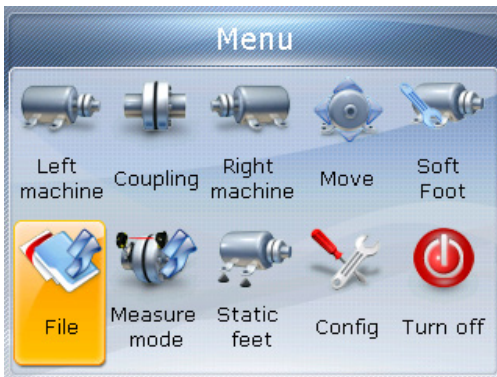 Menu
Left machine
Coupling
Right machine
Move
Soft Foot
File
Measure mode
Static feet
Config
Turn off